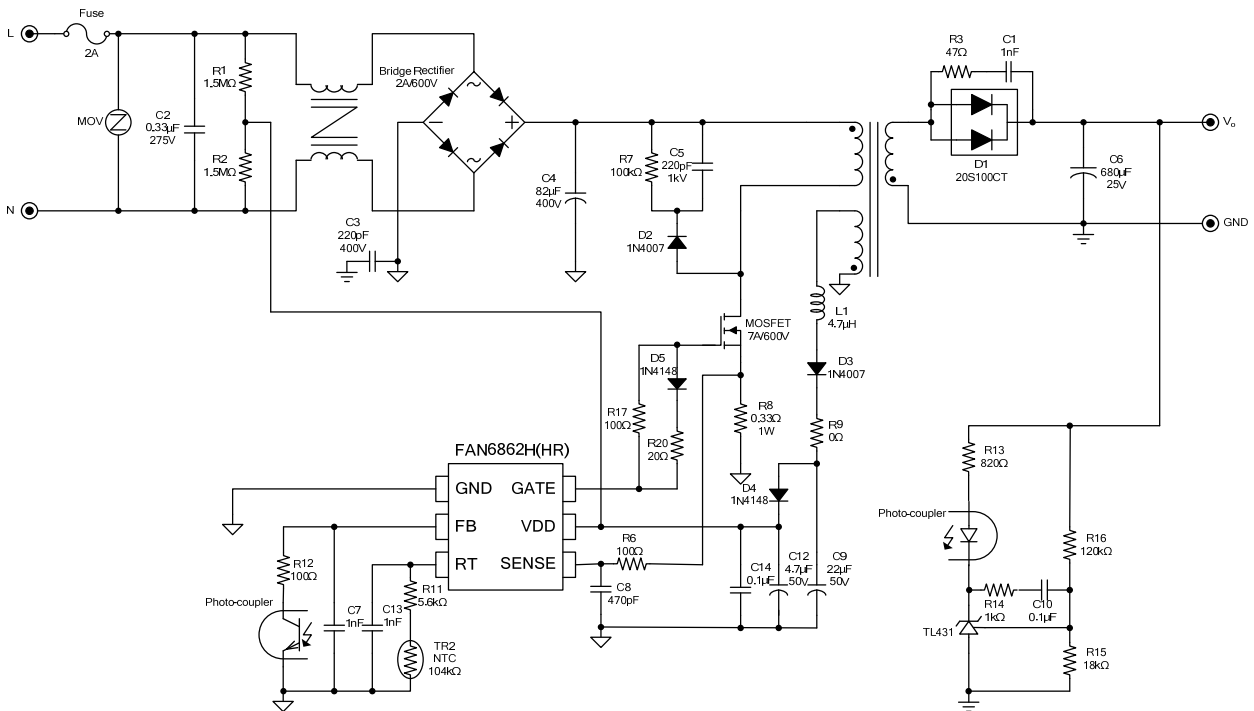 Fuse
L
2A
MOV
C2
0.33µF
275V
R1
1.5MΩ
R2
1.5MΩ
N
Bridge Rectifier
2A/600V
C3
220pF
400V
C4
82µF
400V
R7
100kΩ
C5
220pF
1kV
D2
1N4007
R3
47Ω
C1
1nF
D1
20S100CT
Vo
C6
680µF
25V
GND
L1
4.7µH
MOSFET
7A/600V
D3
1N4007
D5
1N4148
R17
100Ω
R20
20Ω
R8
0.33Ω
1W
R9
0Ω
D4
1N4148
FAN6862H(HR)
GND
GATE
FB
VDD
RT
SENSE
R6
100Ω
C8
470pF
C14
0.1µF
C12
4.7µF
50V
C9
22µF
50V
R12
100Ω
Photo-coupler
C7
1nF
C13
1nF
R11
5.6kΩ
TR2
NTC
104kΩ
R13
820Ω
Photo-coupler
R16
120kΩ
R14
1kΩ
C10
0.1µF
TL431
R15
18kΩ